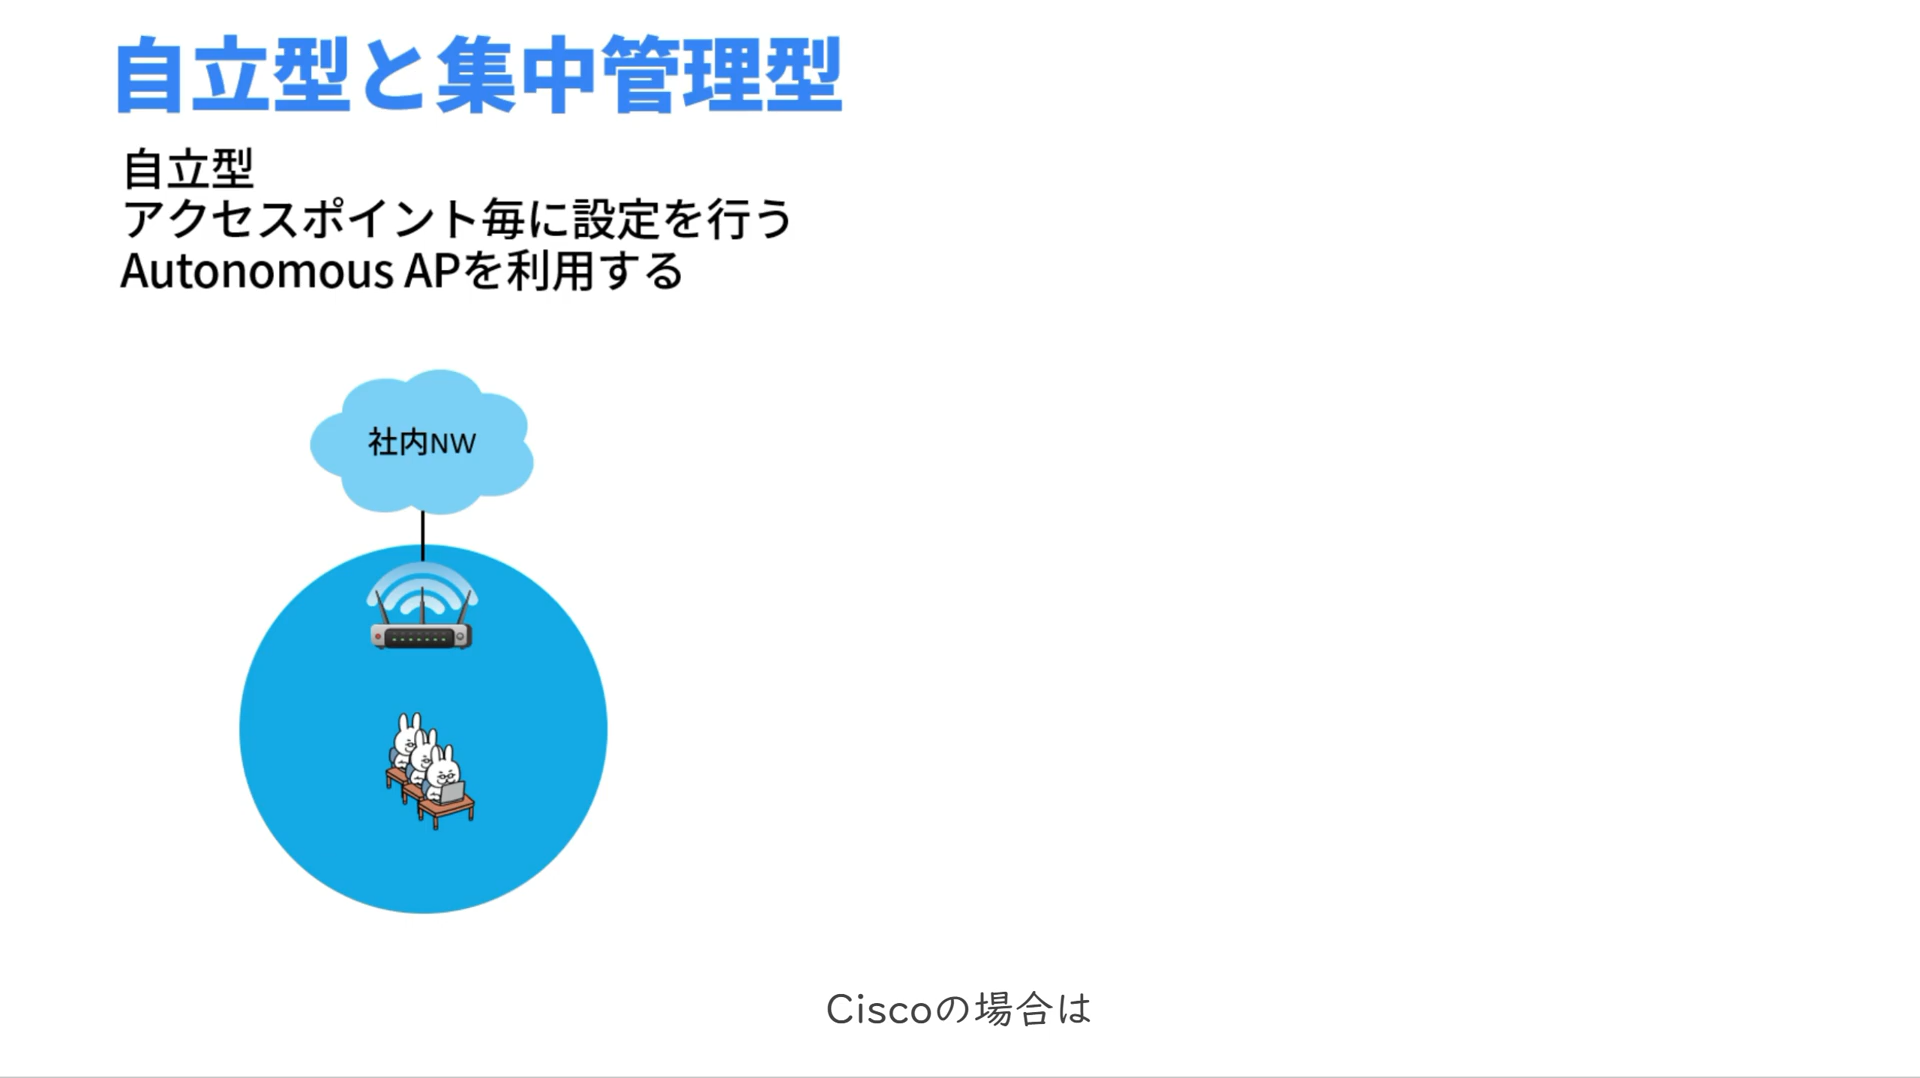 自立型と集中管理型
自立型
アクセスポイント毎に設定を行う
Autonomous APを利用する
社内NW
Ciscoの場合は